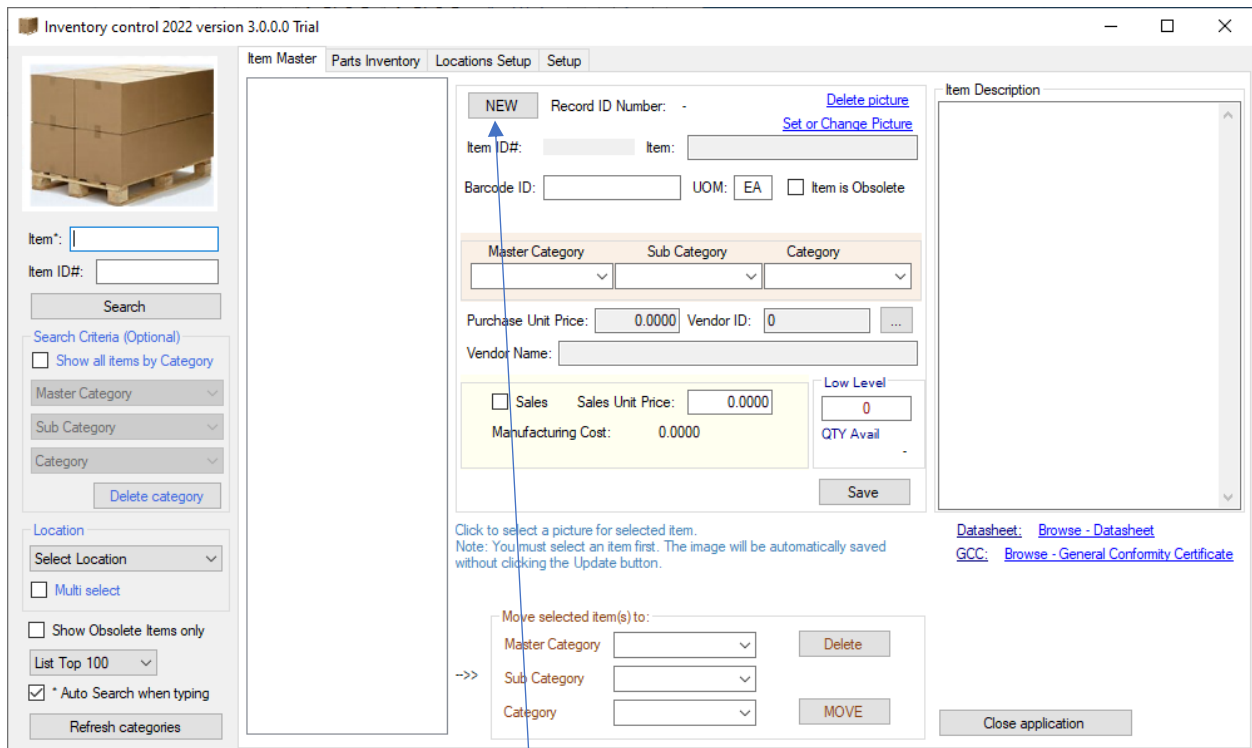 Inventory control 2022 version 3.0.0.0 Trial
Item Master Parts Inventory Locations Setup Setup
Item*:
Item ID#:
Search
Search Criteria (Optional)
Show all items by Category
Master Category
Sub Category
Category
Delete category
Location
Select Location
Multi select
Show Obsolete Items only
List Top 100
* Auto Search when typing
Refresh categories
NEW Record ID Number: - Delete picture
Set or Change Picture
Item ID#: Item:
Barcode ID: UOM: EA Item is Obsolete
Master Category Sub Category Category
Purchase Unit Price: 0.0000 Vendor ID: 0 ...
Vendor Name:
Sales Sales Unit Price: 0.0000
Manufacturing Cost: 0.0000
Low Level
0
QTY Avail
-
Save
Click to select a picture for selected item.
Note: You must select an item first. The image will be automatically saved
without clicking the Update button.
Move selected item(s) to:
-->> 
Master Category Delete
Sub Category
Category MOVE
Item Description
Datasheet: Browse - Datasheet
GCC: Browse - General Conformity Certificate
Close application